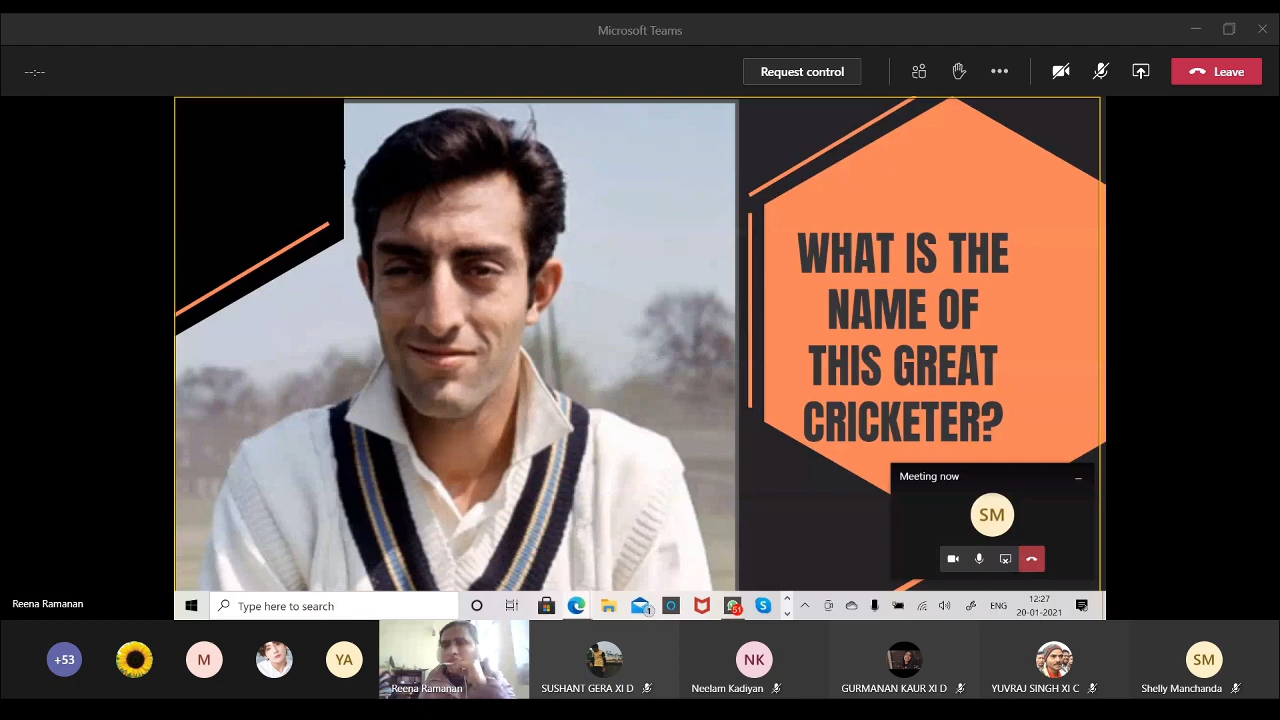 Microsoft Teams
--:--
Request control
Leave
WHAT IS THE
NAME OF
THIS GREAT
CRICKETER?
Meeting now
SM
Reena Ramanan
Type here to search
1
51
ENG
12:27
20-01-2021
+53
M
YA
Reena Ramanan
SUSHANT GERA XI D
NK
Neelam Kadiyan
GURMANAN KAUR XI D
YUVRAJ SINGH XI C
SM
Shelly Manchanda